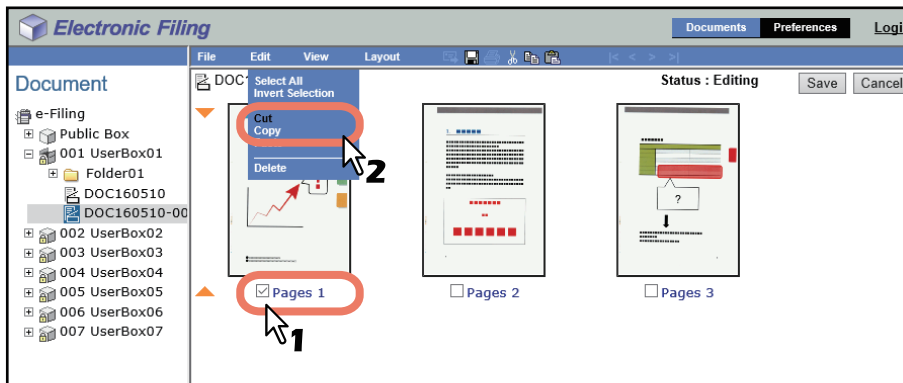 Electronic Filing
Documents
Preferences
Logi
File
Edit
View
Layout
|< < > >|
Document
DOC1
Status : Editing
Save
Cancel
Select All
Invert Selection
Cut
Copy
Delete
2
e-Filing
Public Box
001 UserBox01
Folder01
DOC160510
DOC160510-00
002 UserBox02
003 UserBox03
004 UserBox04
005 UserBox05
006 UserBox06
007 UserBox07
?
Pages 1
Pages 2
Pages 3
1